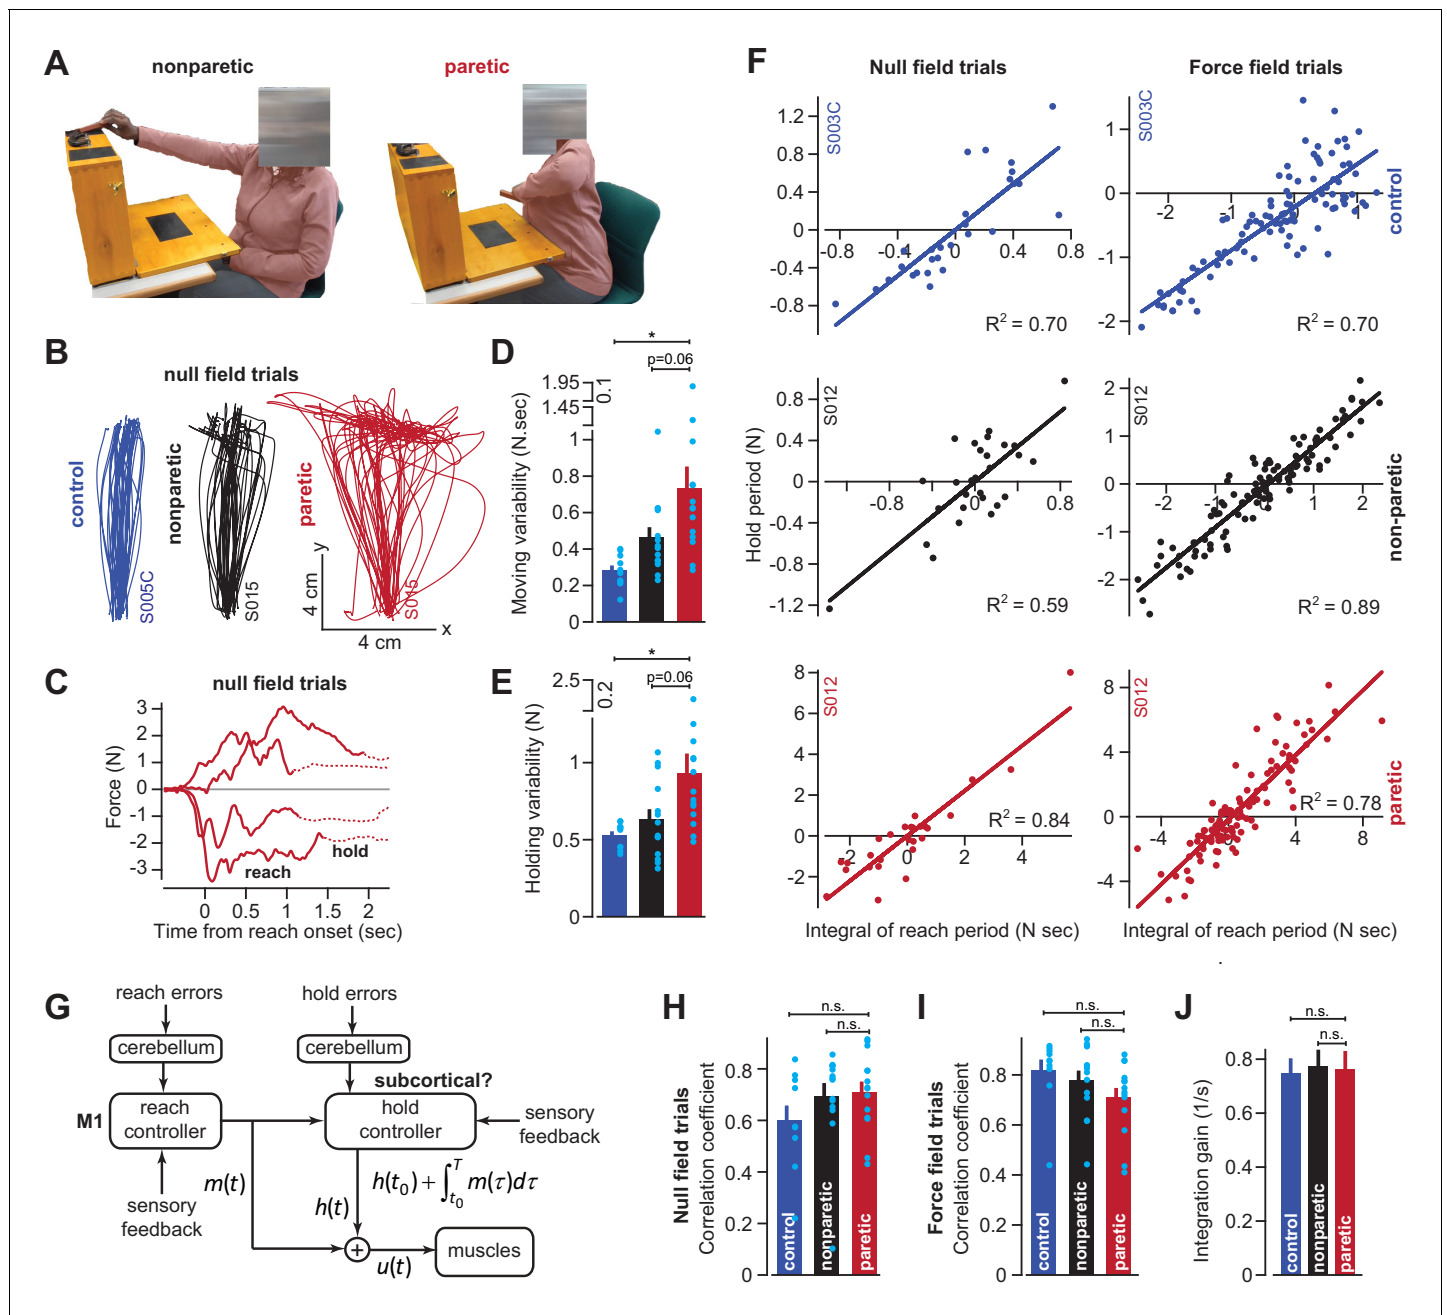 A
nonparetic
paretic
B
null field trials
control
nonparetic
paretic
S005C
S015
S015
y
4 cm
4 cm
x
C
null field trials
Force (N)
3
2
1
0
-1
-2
-3
hold
reach
0
0.5
1
1.5
2
Time from reach onset (sec)
D
*
p=0.06
Moving variability (N.sec)
1.95
0.1
1.45
1
0.8
0.6
0.4
0.2
0
E
*
p=0.06
Holding variability (N)
2.5
0.2
1
0.5
0
F
Null field trials
Force field trials
S003C
1.2
0.8
0.4
0
-0.4
-0.8
-0.8
-0.4
0
0.4
0.8
R² = 0.70
1
0
-1
-2
-2
-1
0
1
R² = 0.70
control
Hold period (N)
S012
0.8
0.4
0
-0.4
-0.8
-1.2
-0.8
0
0.4
0.8
R² = 0.59
S012
2
1
0
-1
-2
-2
-1
0
1
2
R² = 0.89
non-paretic
S012
8
6
4
2
0
-2
-2
0
2
4
R² = 0.84
Integral of reach period (N sec)
S012
8
4
0
-4
-4
0
4
8
R² = 0.78
paretic
Integral of reach period (N sec)
G
reach errors
hold errors
cerebellum
cerebellum
subcortical?
M1
reach
controller
hold
controller
sensory
feedback
sensory
feedback
m(t)
h(t)
h(t₀) + ∫ₜ₀ᵀ m(τ)dτ
+
u(t)
muscles
H
n.s.
n.s.
Null field trials
Correlation coefficient
0.8
0.6
0.4
0.2
0
control
nonparetic
paretic
I
n.s.
n.s.
Force field trials
Correlation coefficient
0.8
0.6
0.4
0.2
0
control
nonparetic
paretic
J
n.s.
n.s.
Integration gain (1/s)
0.8
0.6
0.4
0.2
0
control
nonparetic
paretic